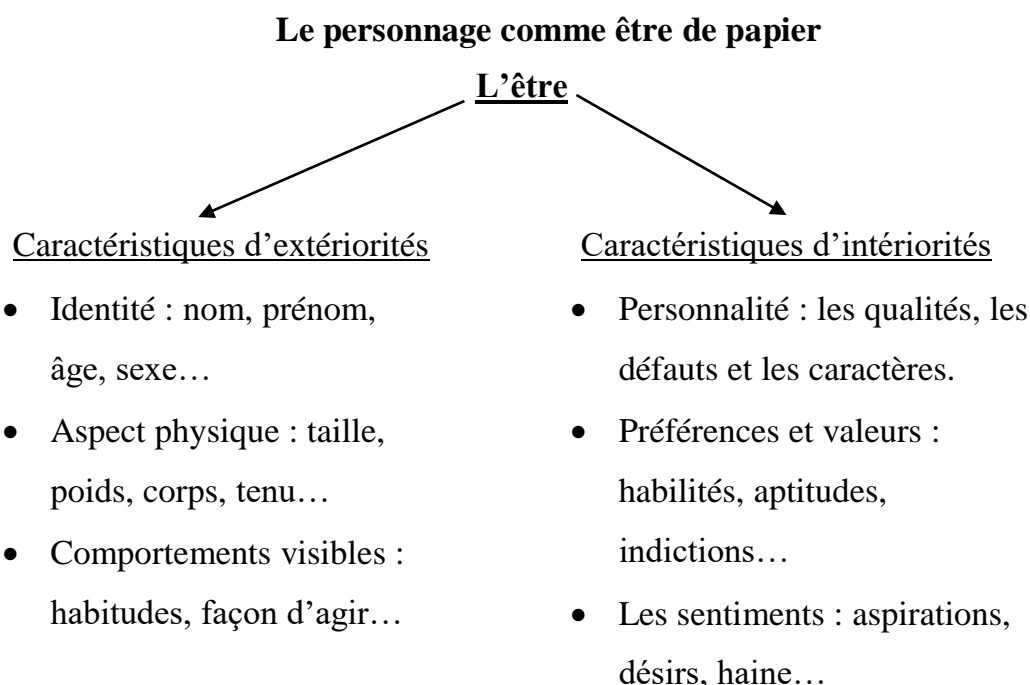 Le personnage comme être de papier
L’être
Caractéristiques d’extériorités
• Identité : nom, prénom,
âge, sexe…
• Aspect physique : taille,
poids, corps, tenu…
• Comportements visibles :
habitudes, façon d’agir…
Caractéristiques d’intériorités
• Personnalité : les qualités, les
défauts et les caractères.
• Préférences et valeurs :
habilités, aptitudes,
indictions…
• Les sentiments : aspirations,
désirs, haine…